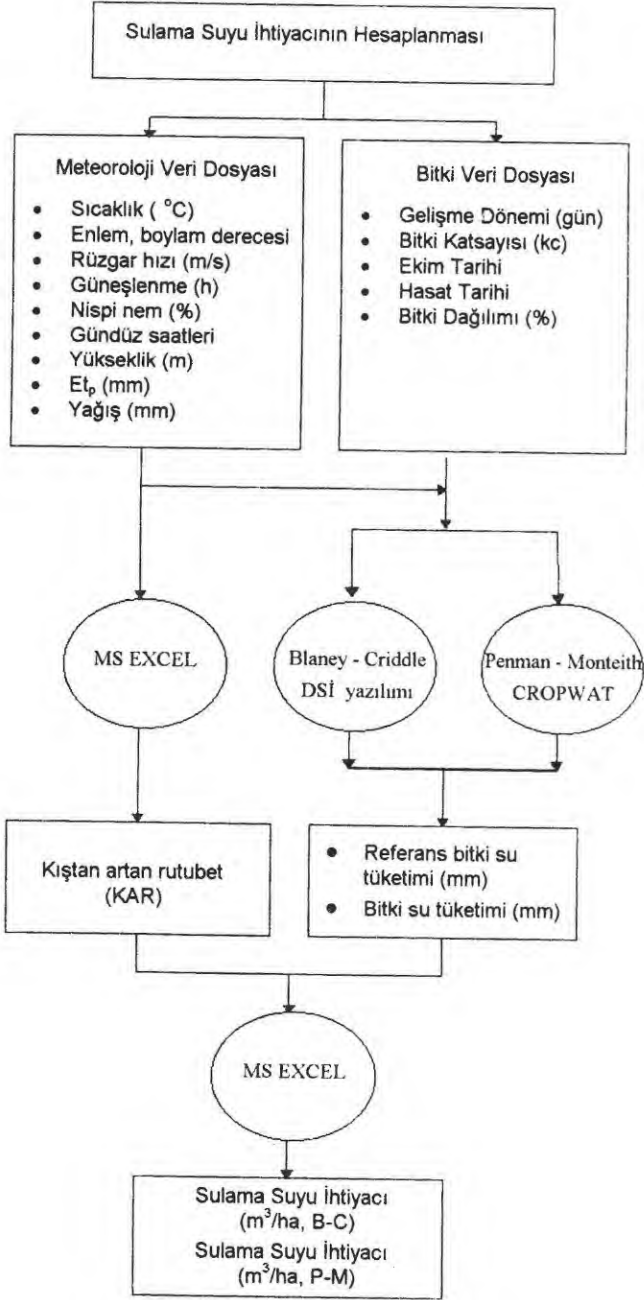 Sulama Suyu İhtiyacının Hesaplanması
Meteoroloji Veri Dosyası
• Sıcaklık ( °C)
• Enlem, boylam derecesi
• Rüzgar hızı (m/s)
• Güneşlenme (h)
• Nispi nem (%)
• Gündüz saatleri
• Yükseklik (m)
• Etₚ (mm)
• Yağış (mm)
Bitki Veri Dosyası
• Gelişme Dönemi (gün)
• Bitki Katsayısı (kc)
• Ekim Tarihi
• Hasat Tarihi
• Bitki Dağılımı (%)
MS EXCEL
Blaney - Criddle
DSİ yazılımı
Penman - Monteith
CROPWAT
Kıştan artan rutubet
(KAR)
• Referans bitki su
tüketimi (mm)
• Bitki su tüketimi (mm)
MS EXCEL
Sulama Suyu İhtiyacı
(m³/ha, B-C)
Sulama Suyu İhtiyacı
(m³/ha, P-M)